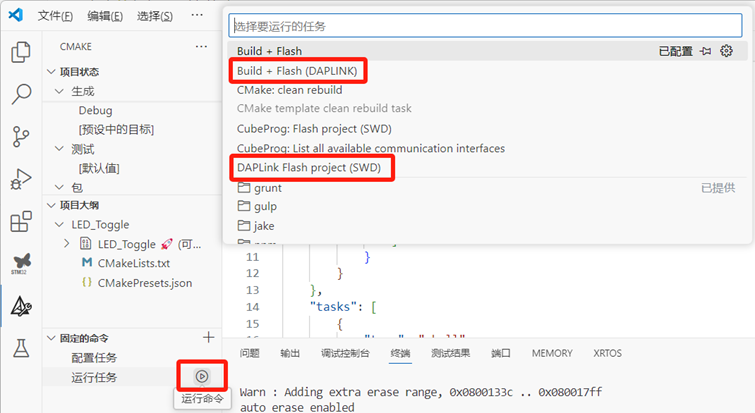 文件(F) 编辑(E) 选择(S) ···
选择要运行的任务
Build + Flash 已配置
Build + Flash (DAPLINK)
CMake: clean rebuild
CMake template clean rebuild task
CubeProg: Flash project (SWD)
CubeProg: List all available communication interfaces
DAPLink Flash project (SWD)
grunt 已提供
gulp
jake
CMAKE ···
项目状态
生成
Debug
[预设中的目标]
测试
[默认值]
包
项目大纲
LED_Toggle
LED_Toggle 🚀 (可...
CMakeLists.txt
CMakePresets.json
STM32
固定的命令
配置任务
运行任务
运行命令
11 }
12 }
13 },
14 "tasks": [
15 {
问题 输出 调试控制台 终端 测试结果 端口 MEMORY XRTOS
Warn : Adding extra erase range, 0x0800133c .. 0x080017ff
auto erase enabled